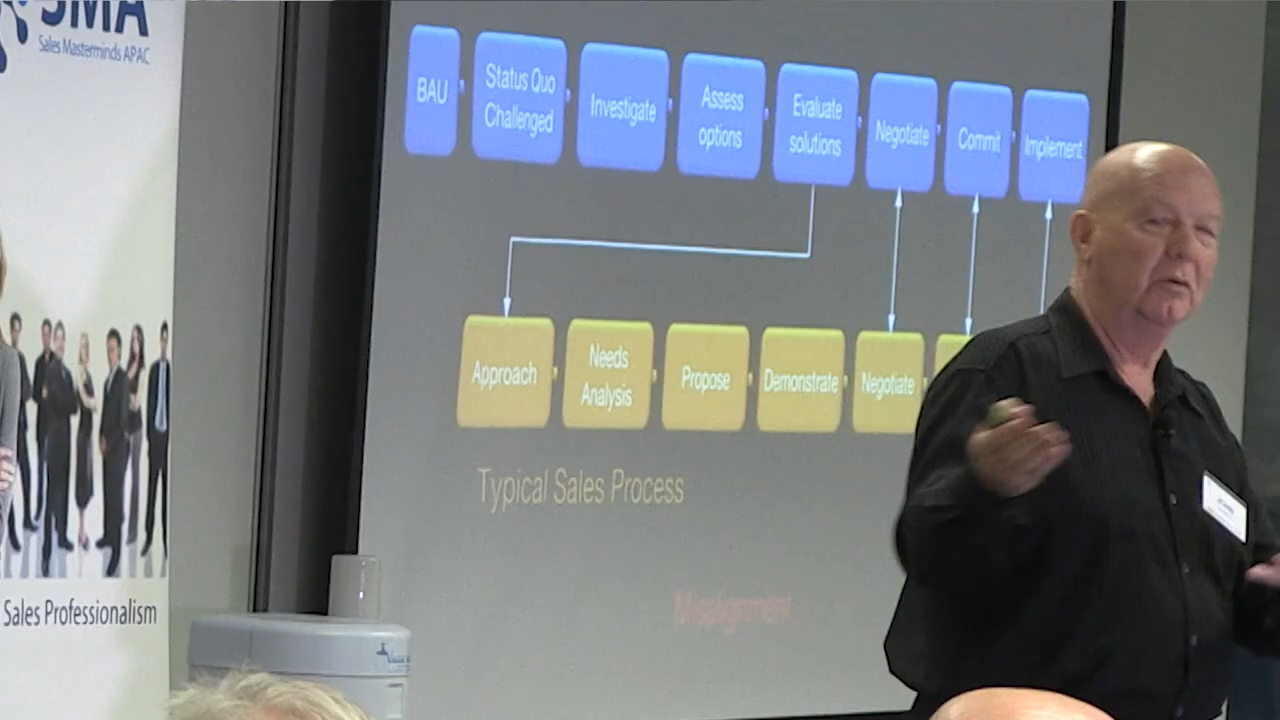 SMA
Sales Masterminds APAC
BAU
Status Quo
Challenged
Investigate
Assess
options
Evaluate
solutions
Negotiate
Commit
Implement
Approach
Needs
Analysis
Propose
Demonstrate
Negotiate
Typical Sales Process
Misalignment
Sales Professionalism